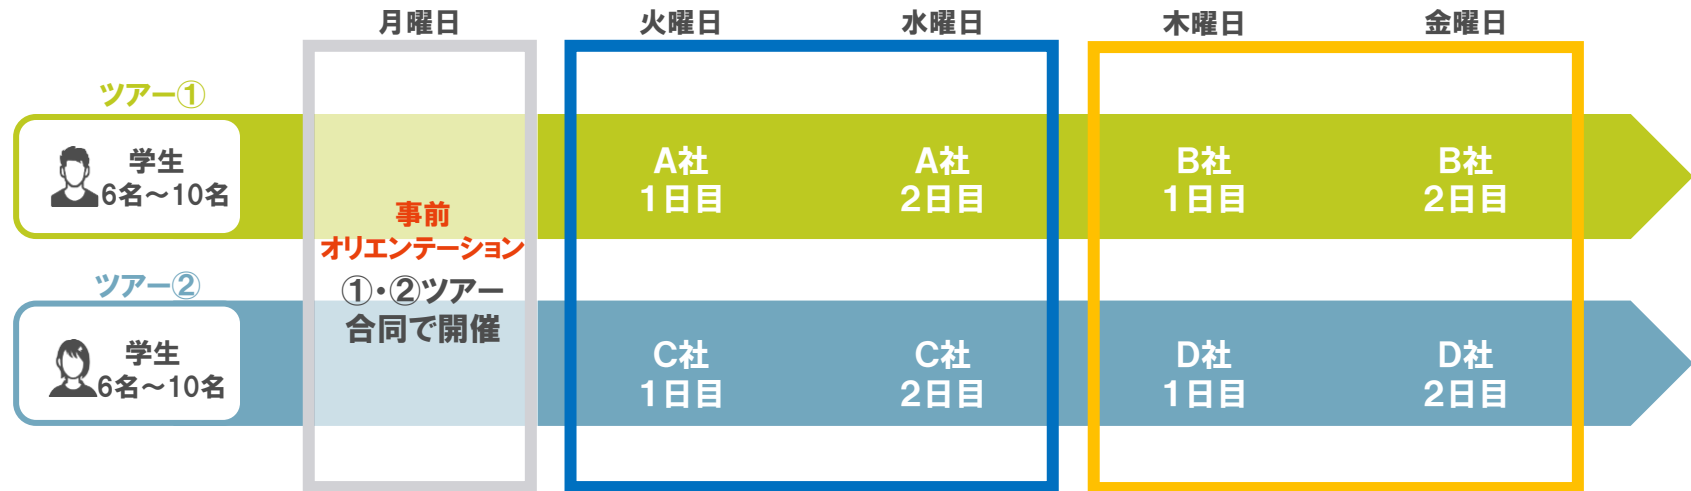 月曜日
火曜日
水曜日
木曜日
金曜日
ツアー①
学生
6名～10名
A社
1日目
A社
2日目
B社
1日目
B社
2日目
事前
オリエンテーション
①・②ツアー
合同で開催
ツアー②
学生
6名～10名
C社
1日目
C社
2日目
D社
1日目
D社
2日目